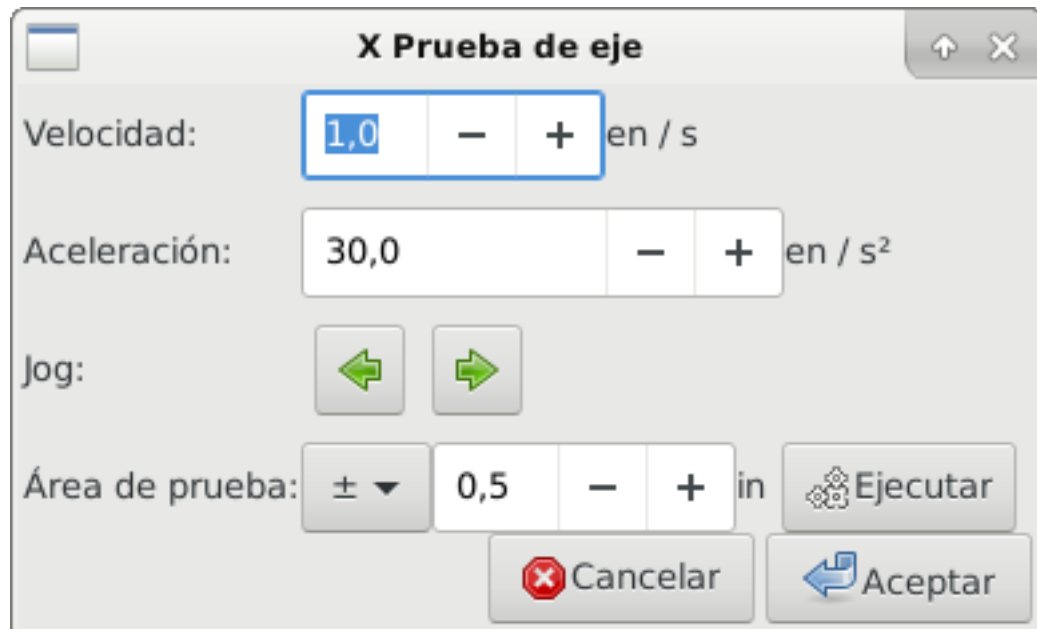 X Prueba de eje
Velocidad: 1,0 − + en / s
Aceleración: 30,0 − + en / s²
Jog:
Área de prueba: ± 0,5 − + in Ejecutar
Cancelar Aceptar